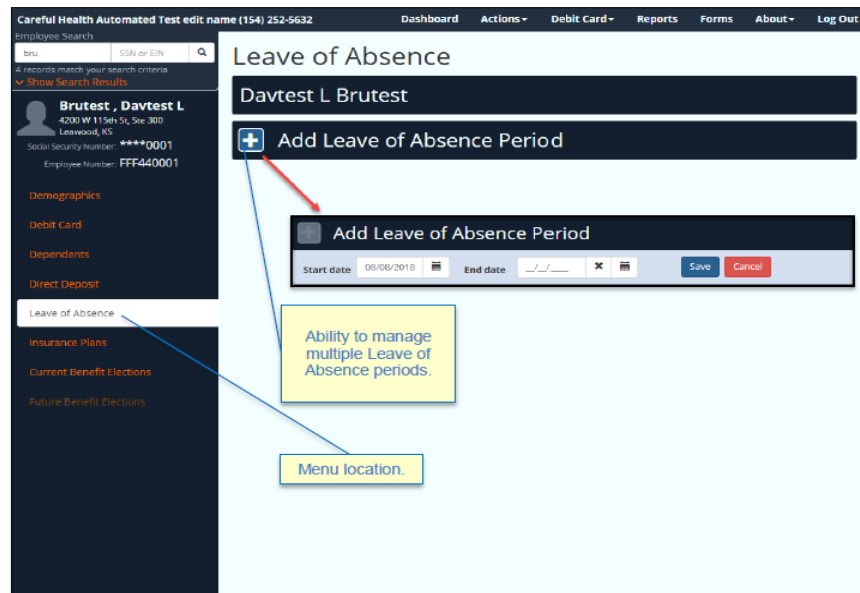 Careful Health Automated Test edit name (154) 252-5632 Dashboard Actions Debit Card Reports Forms About Log Out
Employee Search
bru SSN or EIN
4 records match your search criteria
Show Search Results
Brutest , Davtest L
4200 W 115th St, Ste 300
Leawood, KS
Social Security Number: ****0001
Employee Number: FFF440001
Demographics
Debit Card
Dependents
Direct Deposit
Leave of Absence
Insurance Plans
Current Benefit Elections
Future Benefit Elections
Leave of Absence
Davtest L Brutest
Add Leave of Absence Period
Add Leave of Absence Period
Start date 08/08/2018 End date __/__/____ Save Cancel
Ability to manage
multiple Leave of
Absence periods.
Menu location.